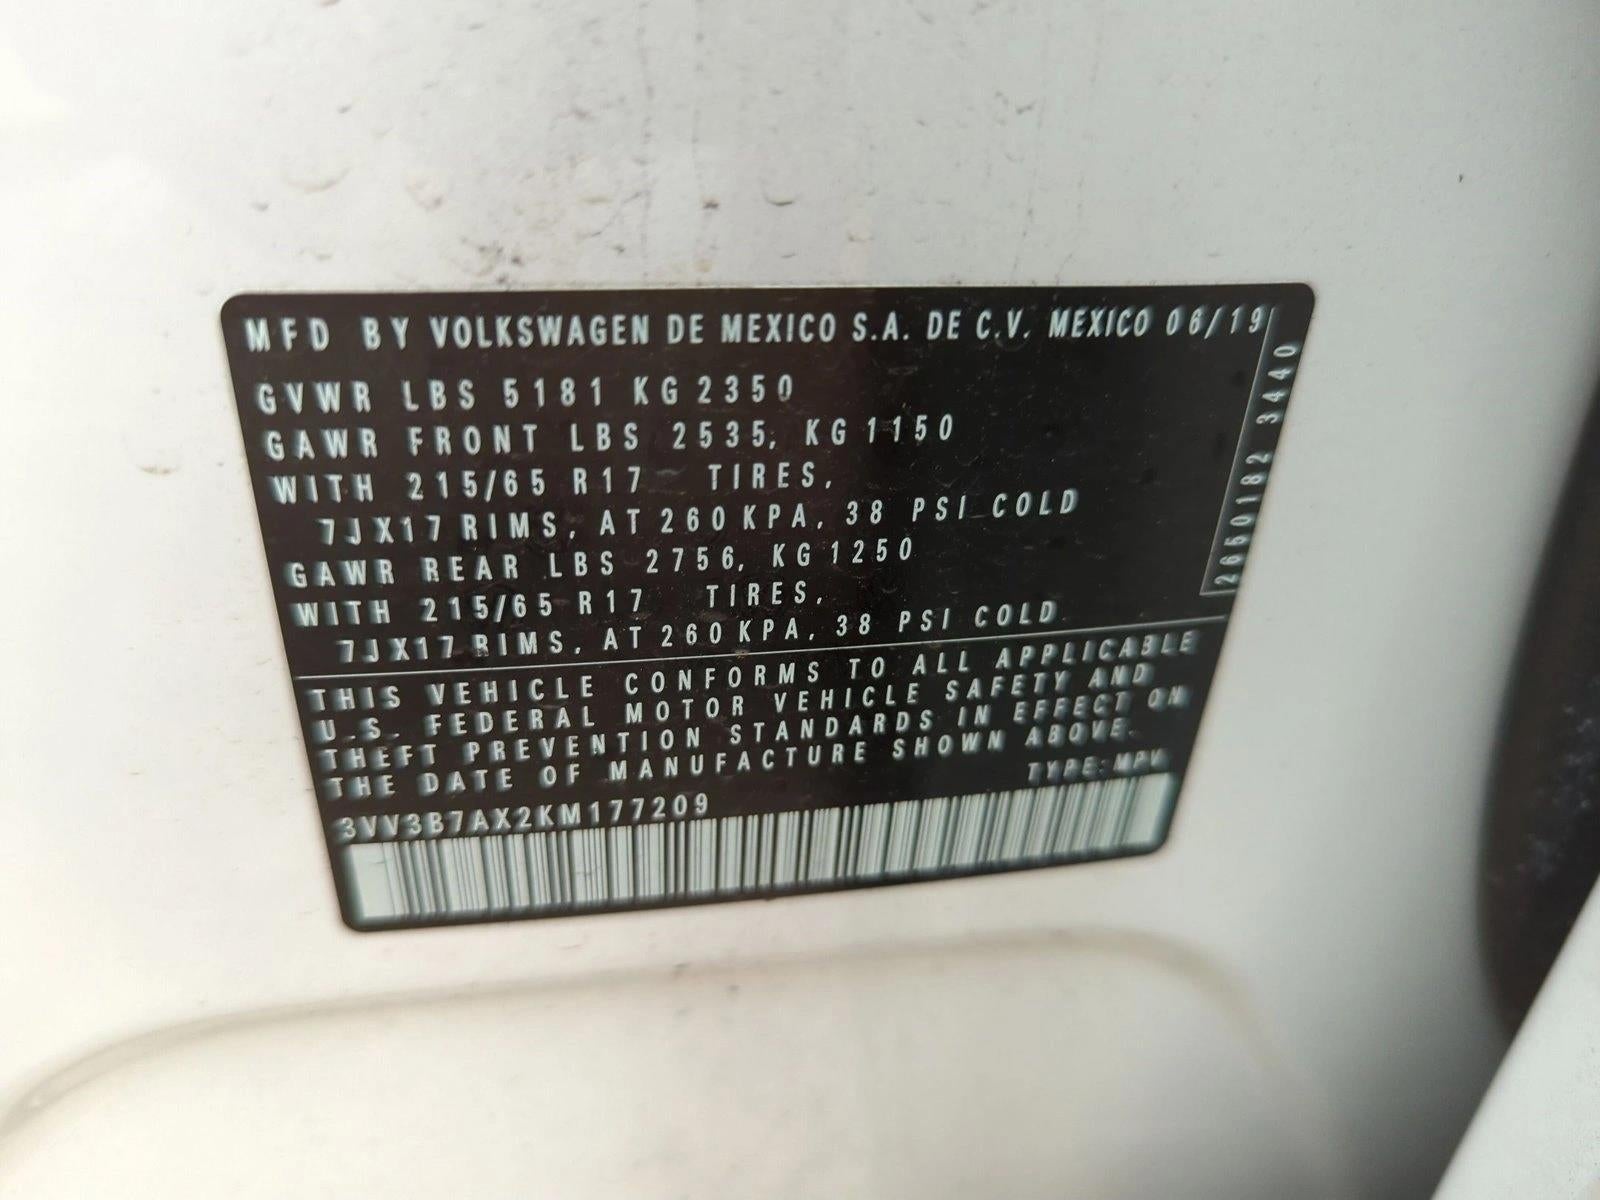 MFD BY VOLKSWAGEN DE MEXICO S.A. DE C.V. MEXICO 06/19
GVWR LBS 5181 KG 2350
GAWR FRONT LBS 2535, KG 1150
WITH 215/65 R17 TIRES,
7JX17 RIMS, AT 260 KPA, 38 PSI COLD
GAWR REAR LBS 2756, KG 1250
WITH 215/65 R17 TIRES,
7JX17 RIMS, AT 260 KPA, 38 PSI COLD
2660182 3440
THIS VEHICLE CONFORMS TO ALL APPLICABLE
U.S. FEDERAL MOTOR VEHICLE SAFETY AND
THEFT PREVENTION STANDARDS IN EFFECT ON
THE DATE OF MANUFACTURE SHOWN ABOVE.
TYPE: MPV
3VV3B7AX2KM177209